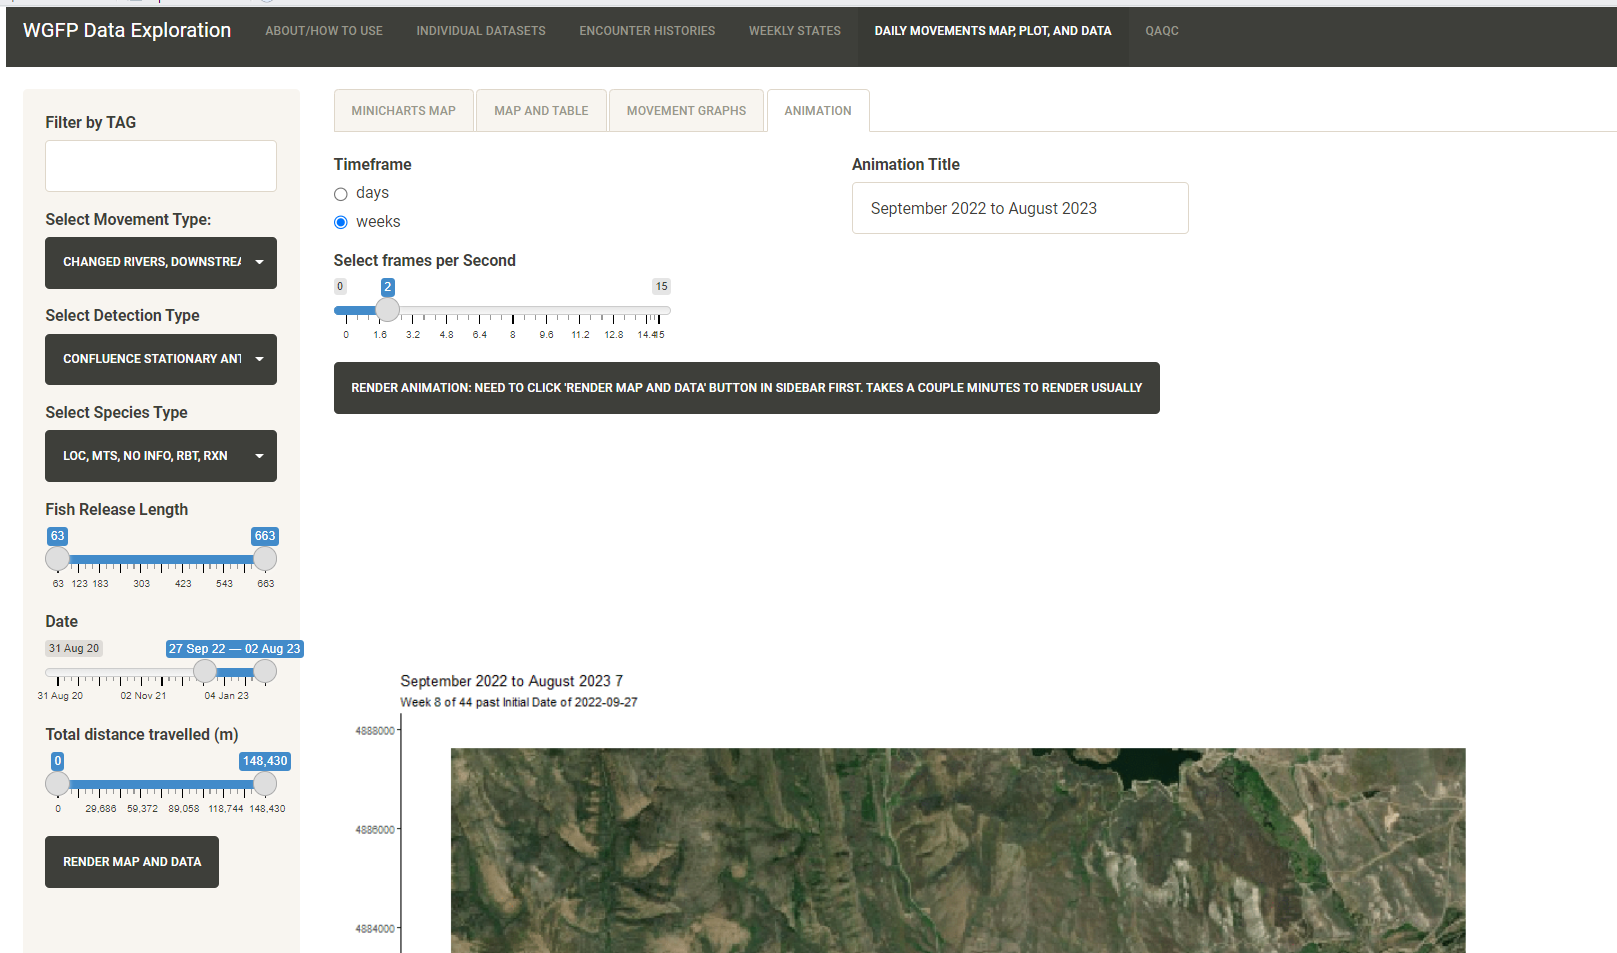 WGFP Data Exploration
ABOUT/HOW TO USE
INDIVIDUAL DATASETS
ENCOUNTER HISTORIES
WEEKLY STATES
DAILY MOVEMENTS MAP, PLOT, AND DATA
QAQC
Filter by TAG
Select Movement Type:
CHANGED RIVERS, DOWNSTREA
Select Detection Type
CONFLUENCE STATIONARY ANT
Select Species Type
LOC, MTS, NO INFO, RBT, RXN
Fish Release Length
63 663
63 123 183 303 423 543 663
Date
31 Aug 20 27 Sep 22 — 02 Aug 23
31 Aug 20 02 Nov 21 04 Jan 23
Total distance travelled (m)
0 148,430
0 29,686 59,372 89,058 118,744 148,430
RENDER MAP AND DATA
MINICHARTS MAP
MAP AND TABLE
MOVEMENT GRAPHS
ANIMATION
Timeframe
days
weeks
Animation Title
September 2022 to August 2023
Select frames per Second
0 2 15
0 1.6 3.2 4.8 6.4 8 9.6 11.2 12.8 14.4 15
RENDER ANIMATION: NEED TO CLICK 'RENDER MAP AND DATA' BUTTON IN SIDEBAR FIRST. TAKES A COUPLE MINUTES TO RENDER USUALLY
September 2022 to August 2023 7
Week 8 of 44 past Initial Date of 2022-09-27
4888000
4886000
4884000